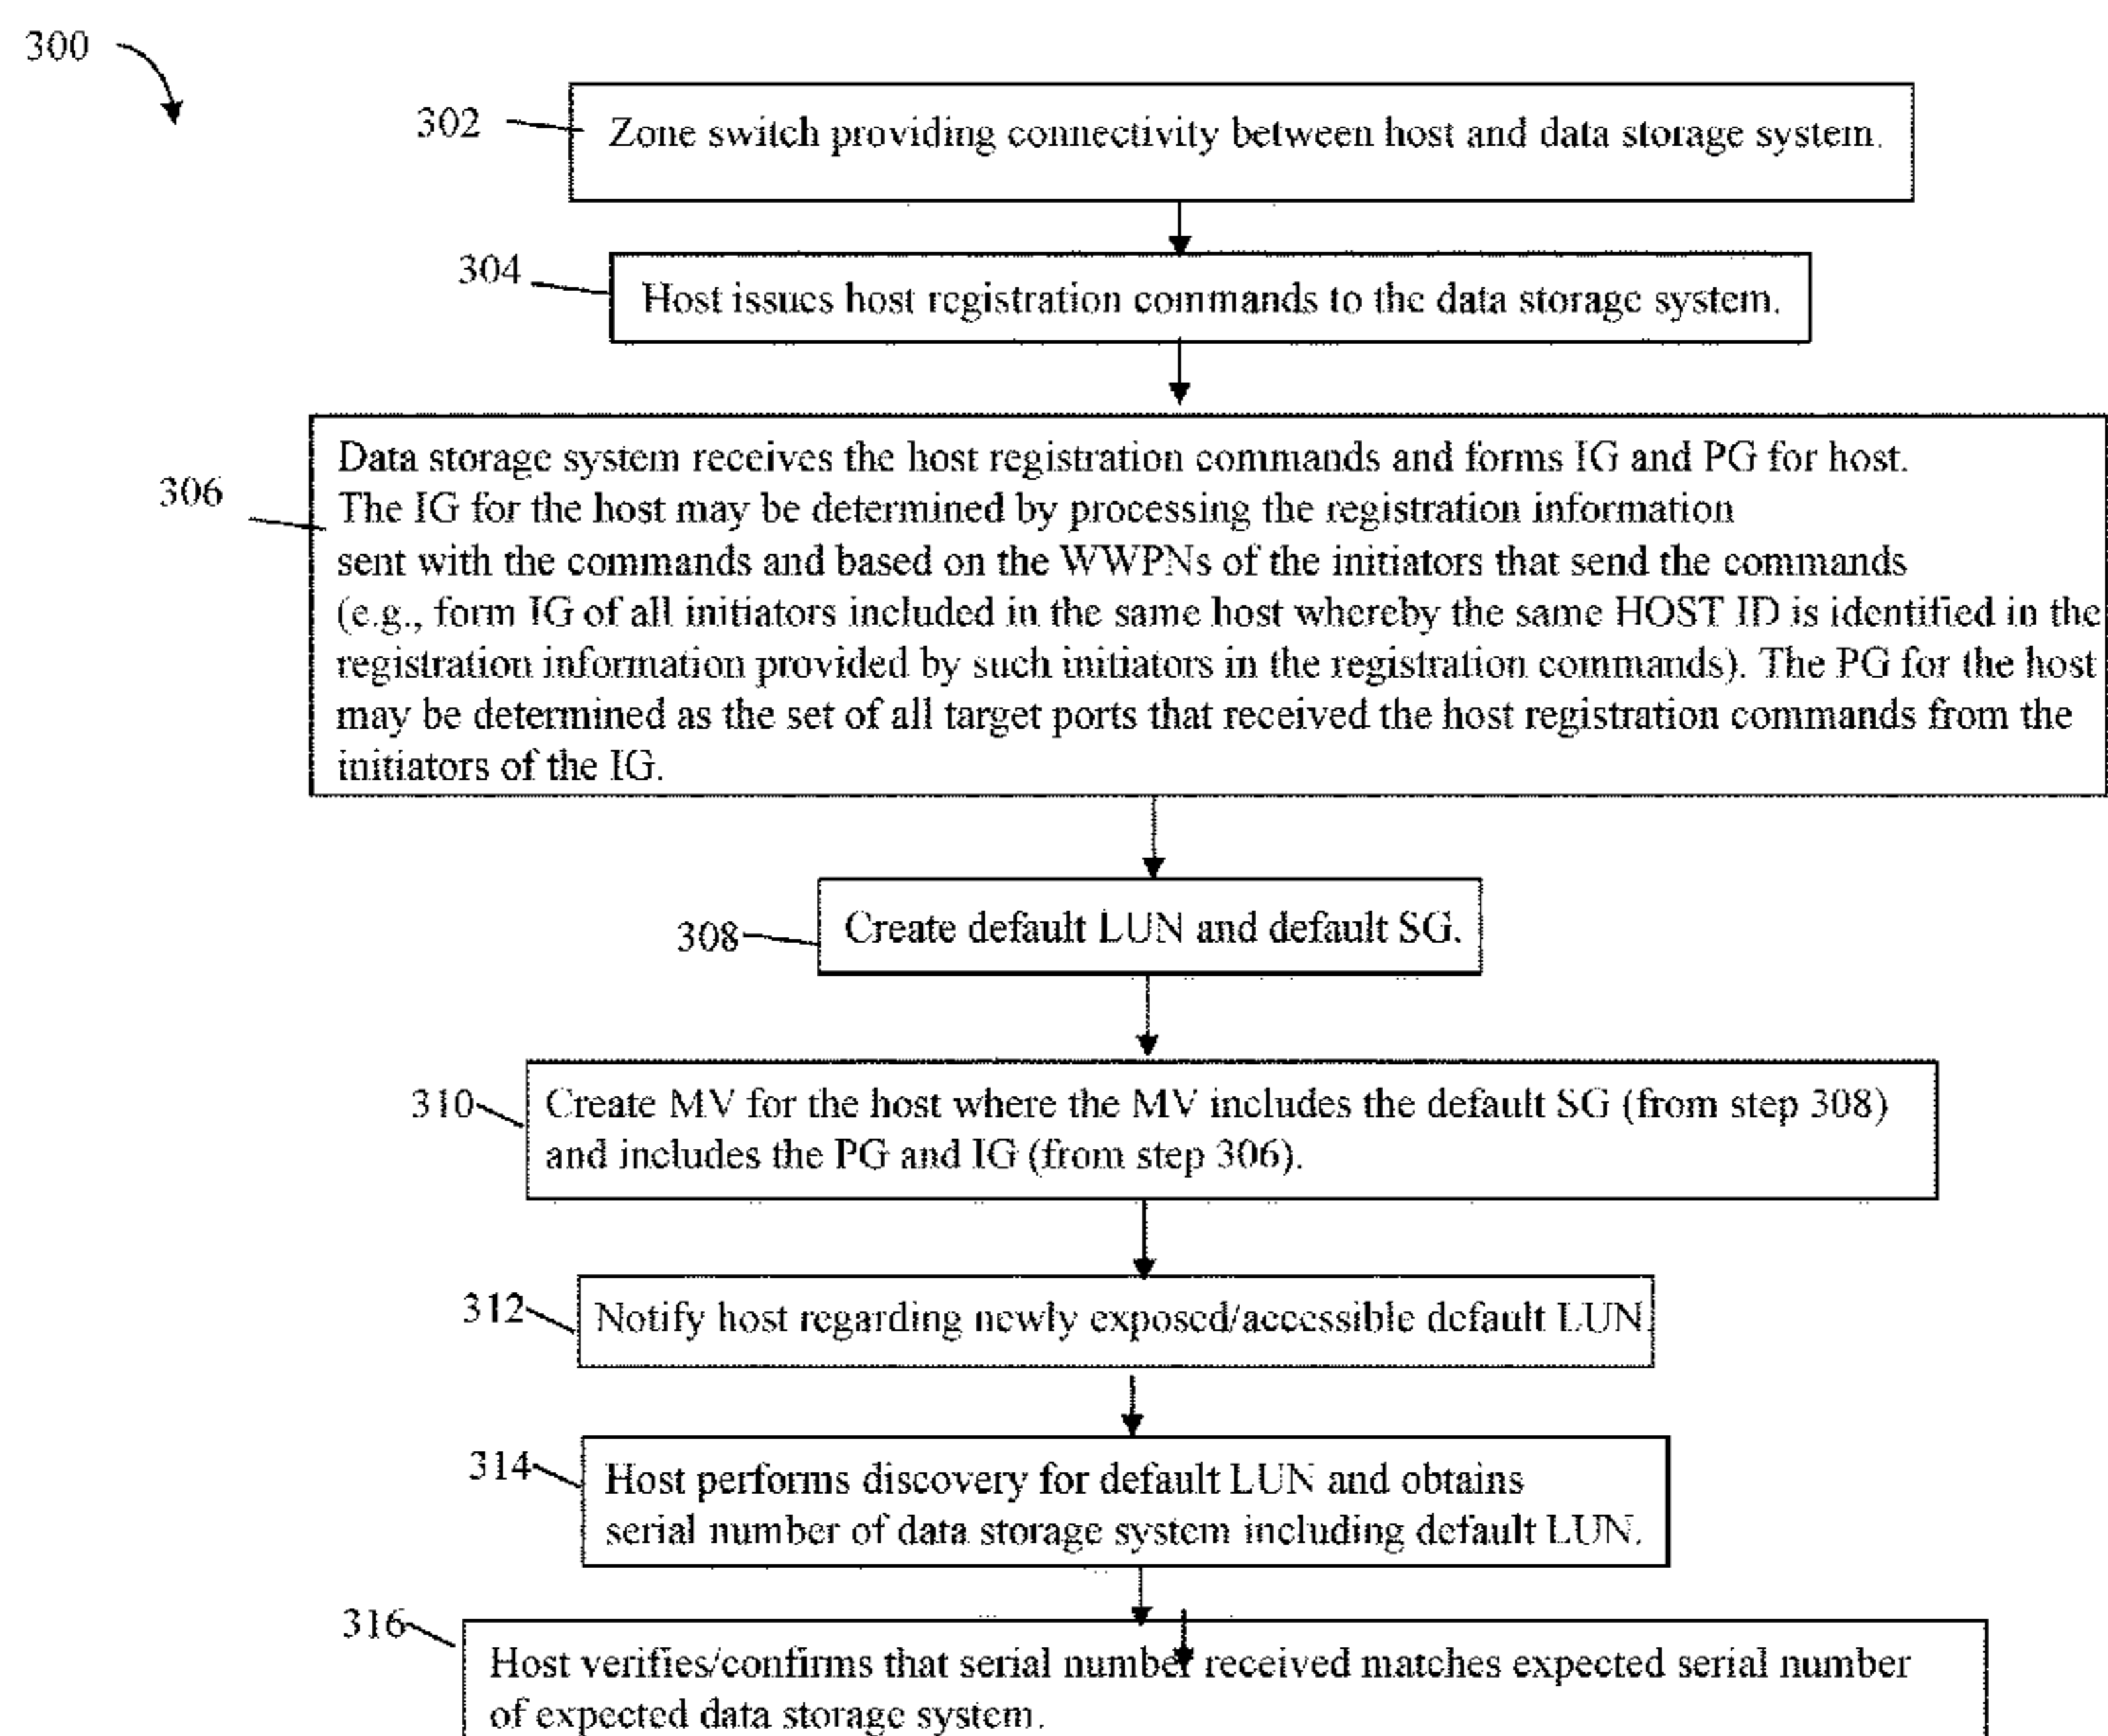 300
302
Zone switch providing connectivity between host and data storage system.
304
Host issues host registration commands to the data storage system.
306
Data storage system receives the host registration commands and forms IG and PG for host.
The IG for the host may be determined by processing the registration information
sent with the commands and based on the WWPNs of the initiators that send the commands
(e.g., form IG of all initiators included in the same host whereby the same HOST ID is identified in the
registration information provided by such initiators in the registration commands). The PG for the host
may be determined as the set of all target ports that received the host registration commands from the
initiators of the IG.
308
Create default LUN and default SG.
310
Create MV for the host where the MV includes the default SG (from step 308)
and includes the PG and IG (from step 306).
312
Notify host regarding newly exposed/accessible default LUN.
314
Host performs discovery for default LUN and obtains
serial number of data storage system including default LUN.
316
Host verifies/confirms that serial number received matches expected serial number
of expected data storage system.